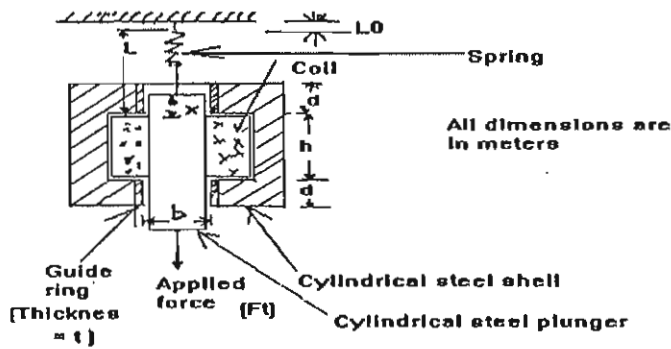 L
L0
Spring
Coil
d
x
All dimensions are
in meters
h
d
b
Guide
ring
(Thicknes
= t)
Applied
force
(Ft)
Cylindrical steel shell
Cylindrical steel plunger